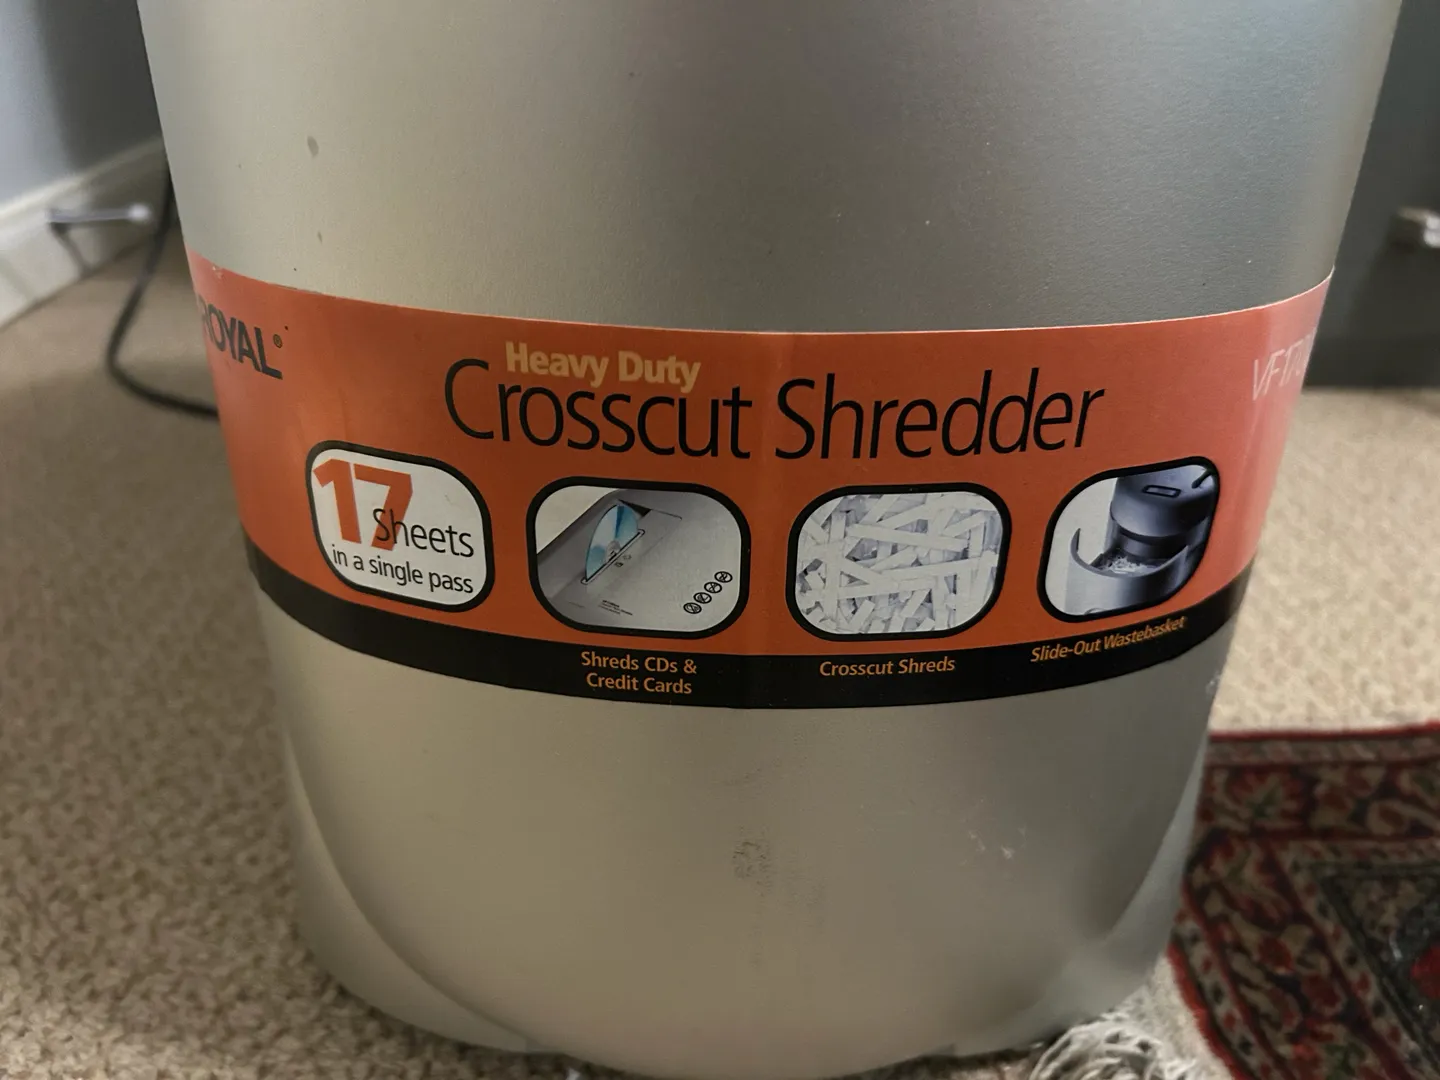 ROYAL®
Heavy Duty
Crosscut Shredder
17
Sheets
in a single pass
Shreds CDs &
Credit Cards
Crosscut Shreds
Slide-Out Wastebasket